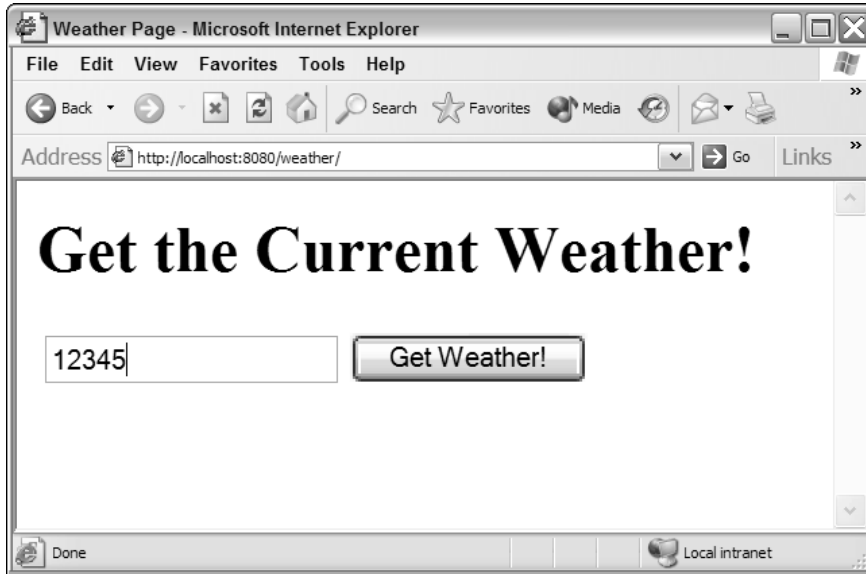 Weather Page - Microsoft Internet Explorer
File Edit View Favorites Tools Help
Back Search Favorites Media »
Address http://localhost:8080/weather/ Go Links »
Get the Current Weather!
12345 Get Weather!
Done Local intranet